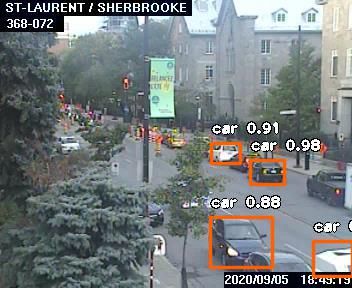 ST-LAURENT / SHERBROOKE
368-072
car 0.91
car 0.98
car 0.88
car
2020/09/05 18:49:19